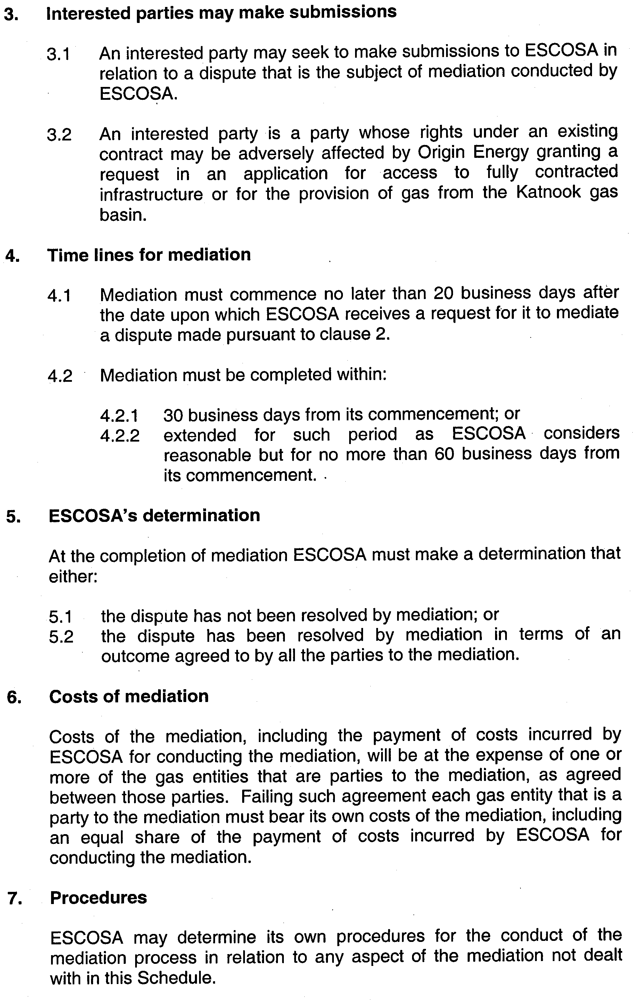 3. Interested parties may make submissions
3.1 An interested party may seek to make submissions to ESCOSA in
relation to a dispute that is the subject of mediation conducted by
ESCOSA.
3.2 An interested party is a party whose rights under an existing
contract may be adversely affected by Origin Energy granting a
request in an application for access to fully contracted
infrastructure or for the provision of gas from the Katnook gas
basin.
4. Time lines for mediation
4.1 Mediation must commence no later than 20 business days after
the date upon which ESCOSA receives a request for it to mediate
a dispute made pursuant to clause 2.
4.2 Mediation must be completed within:
4.2.1 30 business days from its commencement; or
4.2.2 extended for such period as ESCOSA considers
reasonable but for no more than 60 business days from
its commencement.
5. ESCOSA's determination
At the completion of mediation ESCOSA must make a determination that
either:
5.1 the dispute has not been resolved by mediation; or
5.2 the dispute has been resolved by mediation in terms of an
outcome agreed to by all the parties to the mediation.
6. Costs of mediation
Costs of the mediation, including the payment of costs incurred by
ESCOSA for conducting the mediation, will be at the expense of one or
more of the gas entities that are parties to the mediation, as agreed
between those parties. Failing such agreement each gas entity that is a
party to the mediation must bear its own costs of the mediation, including
an equal share of the payment of costs incurred by ESCOSA for
conducting the mediation.
7. Procedures
ESCOSA may determine its own procedures for the conduct of the
mediation process in relation to any aspect of the mediation not dealt
with in this Schedule.